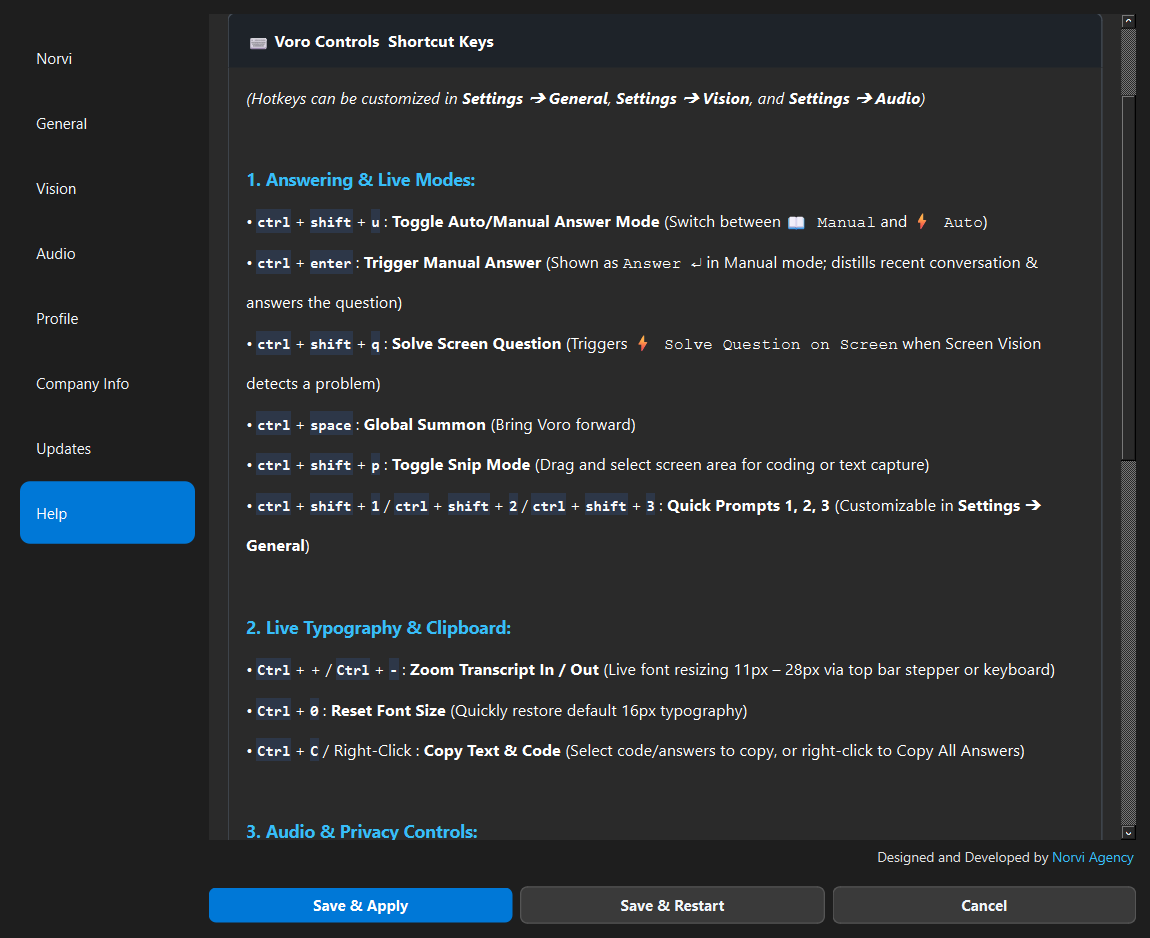 Norvi
General
Vision
Audio
Profile
Company Info
Updates
Help
⌨ Voro Controls Shortcut Keys
(Hotkeys can be customized in Settings ➔ General, Settings ➔ Vision, and Settings ➔ Audio)
1. Answering & Live Modes:
• ctrl + shift + u : Toggle Auto/Manual Answer Mode (Switch between 📖 Manual and ⚡ Auto)
• ctrl + enter : Trigger Manual Answer (Shown as Answer ↵ in Manual mode; distills recent conversation &
answers the question)
• ctrl + shift + q : Solve Screen Question (Triggers ⚡ Solve Question on Screen when Screen Vision
detects a problem)
• ctrl + space : Global Summon (Bring Voro forward)
• ctrl + shift + p : Toggle Snip Mode (Drag and select screen area for coding or text capture)
• ctrl + shift + 1 / ctrl + shift + 2 / ctrl + shift + 3 : Quick Prompts 1, 2, 3 (Customizable in Settings ➔
General)
2. Live Typography & Clipboard:
• Ctrl + + / Ctrl + - : Zoom Transcript In / Out (Live font resizing 11px – 28px via top bar stepper or keyboard)
• Ctrl + 0 : Reset Font Size (Quickly restore default 16px typography)
• Ctrl + C / Right-Click : Copy Text & Code (Select code/answers to copy, or right-click to Copy All Answers)
3. Audio & Privacy Controls:
Designed and Developed by Norvi Agency
Save & Apply
Save & Restart
Cancel